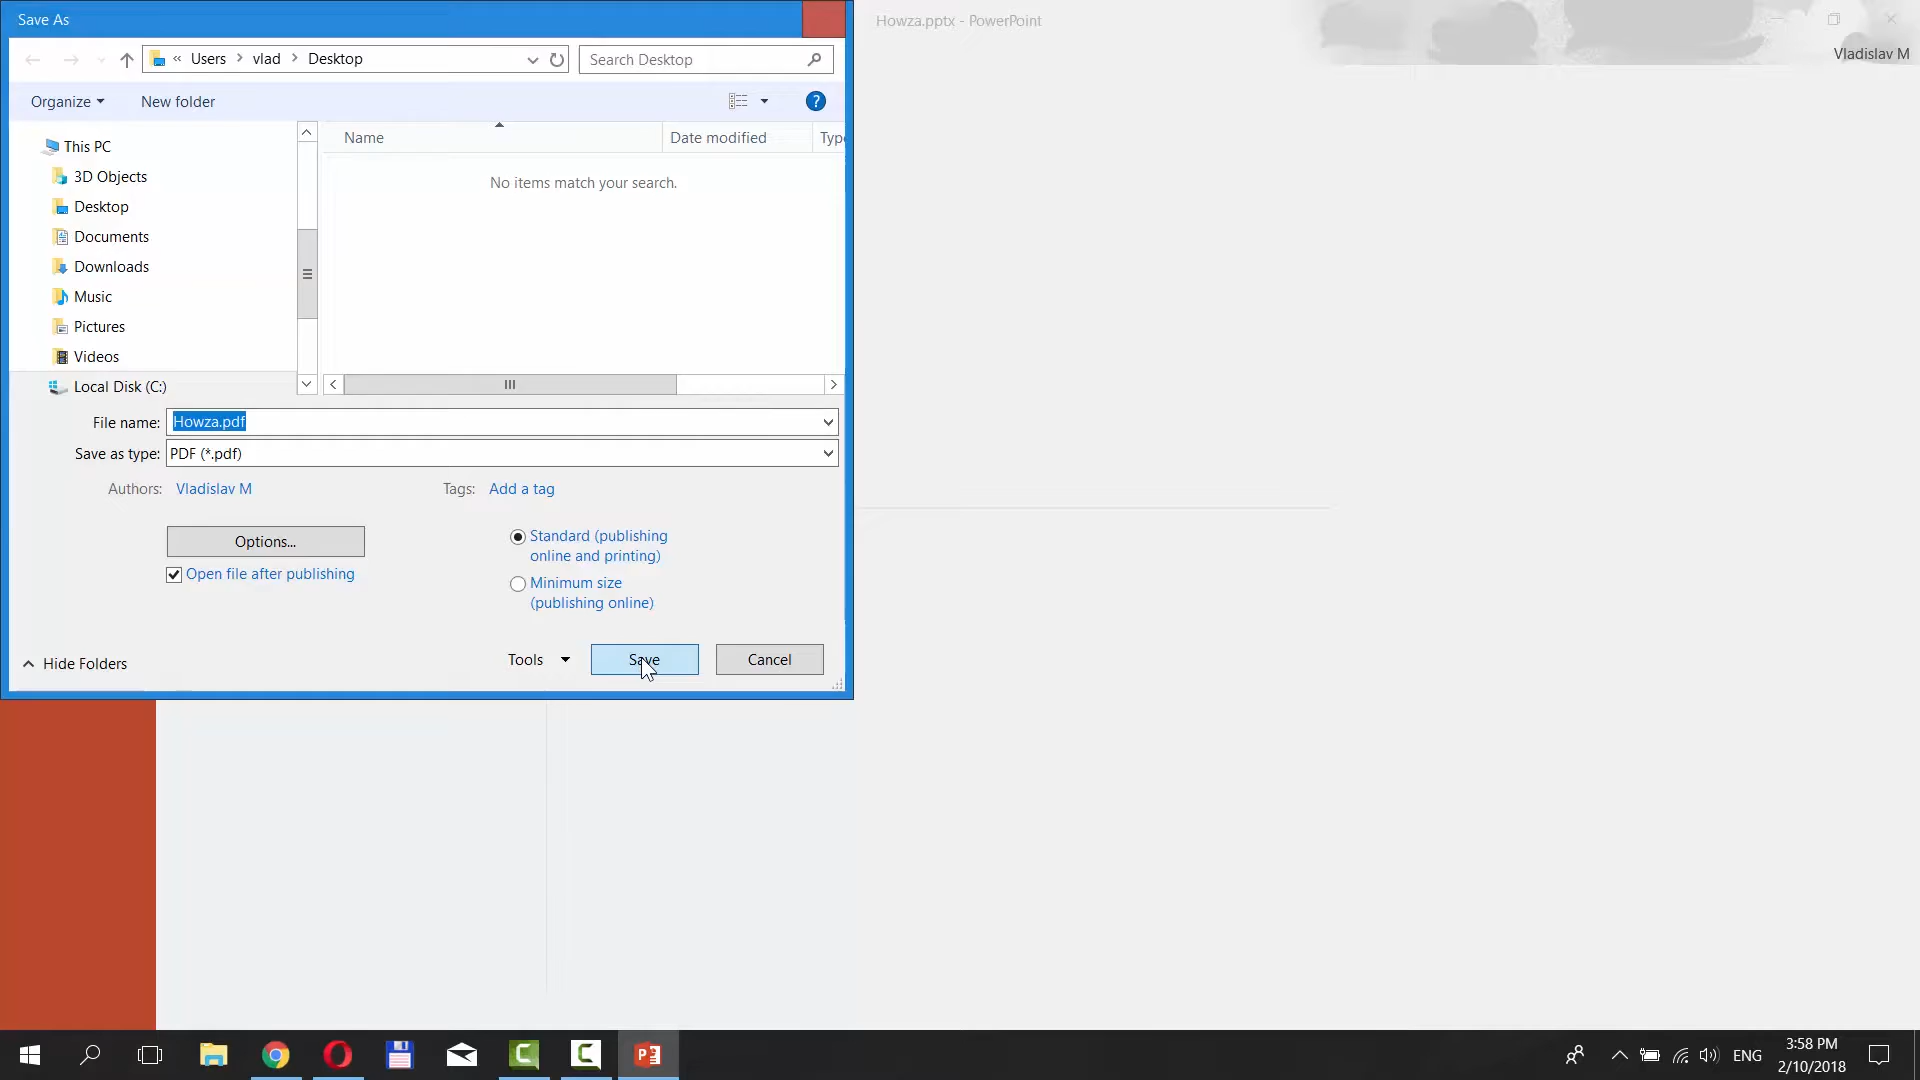 Save As
Howza.pptx - PowerPoint
Vladislav M
« Users > vlad > Desktop
Search Desktop
Organize
New folder
?
Name
Date modified
Type
No items match your search.
This PC
3D Objects
Desktop
Documents
Downloads
Music
Pictures
Videos
Local Disk (C:)
File name: Howza.pdf
Save as type: PDF (*.pdf)
Authors: Vladislav M
Tags: Add a tag
Options...
Open file after publishing
Standard (publishing
online and printing)
Minimum size
(publishing online)
Hide Folders
Tools
Save
Cancel
ENG
3:58 PM
2/10/2018